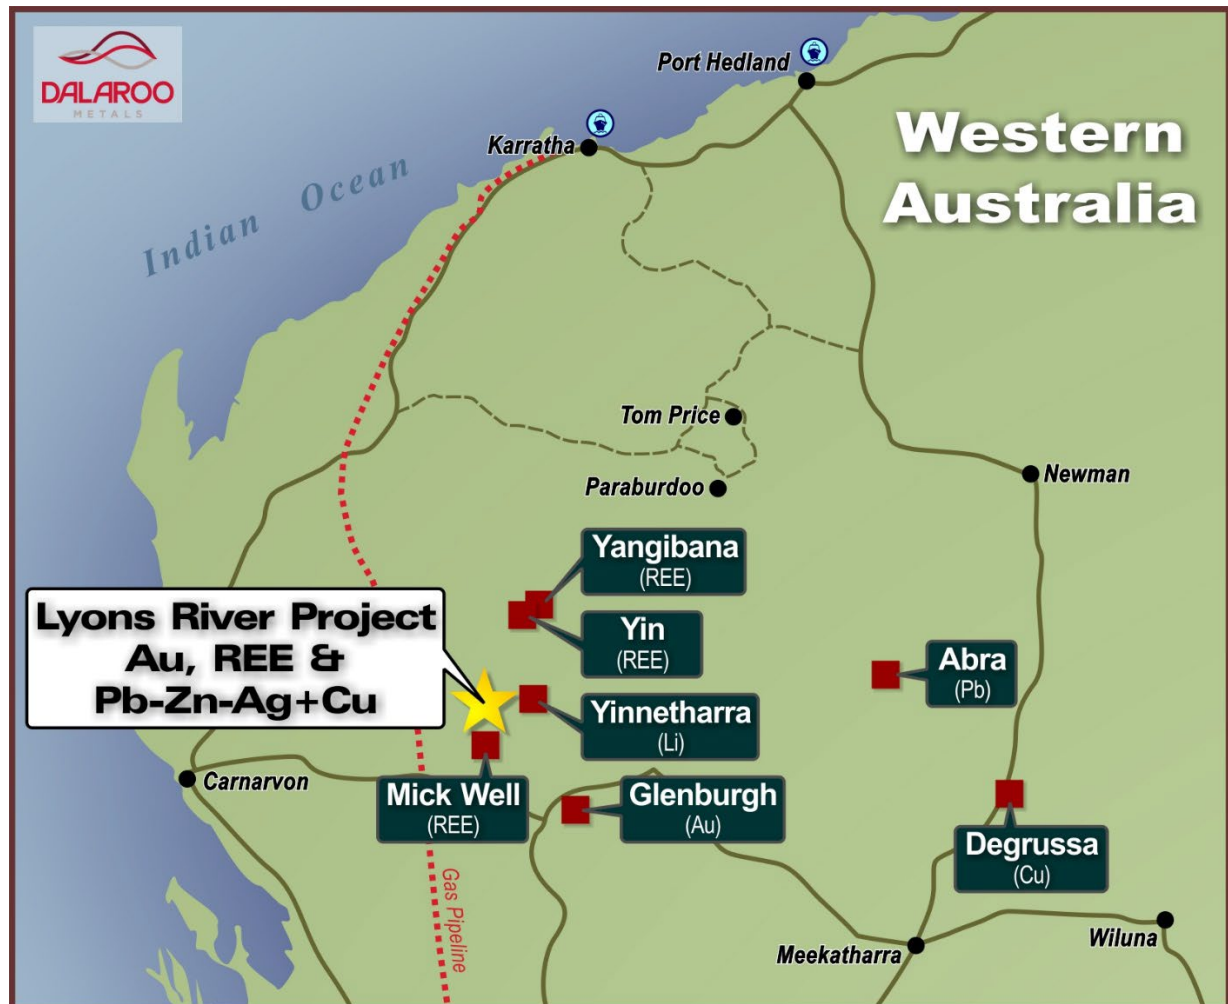 DALAROO
METALS
Port Hedland
Karratha
Western
Australia
Indian Ocean
Tom Price
Newman
Paraburdoo
Yangibana
(REE)
Lyons River Project
Au, REE &
Pb-Zn-Ag+Cu
Yin
(REE)
Abra
(Pb)
Yinnetharra
(Li)
Carnarvon
Mick Well
(REE)
Glenburgh
(Au)
Degrussa
(Cu)
Gas Pipeline
Wiluna
Meekatharra